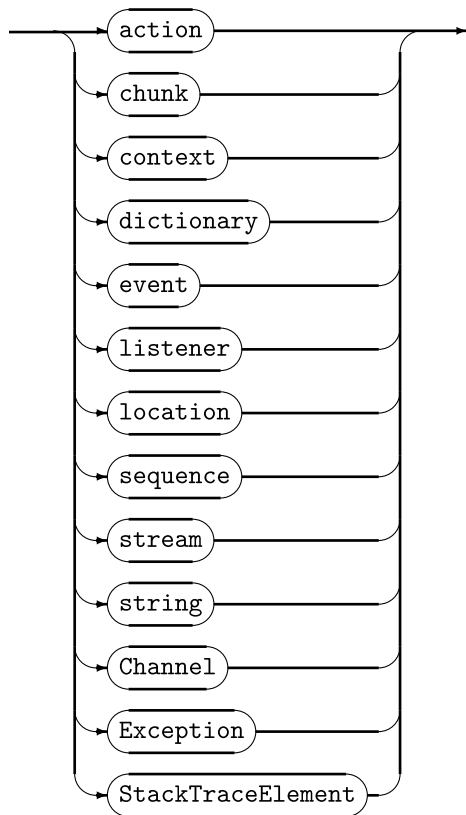 action
chunk
context
dictionary
event
listener
location
sequence
stream
string
Channel
Exception
StackTraceElement